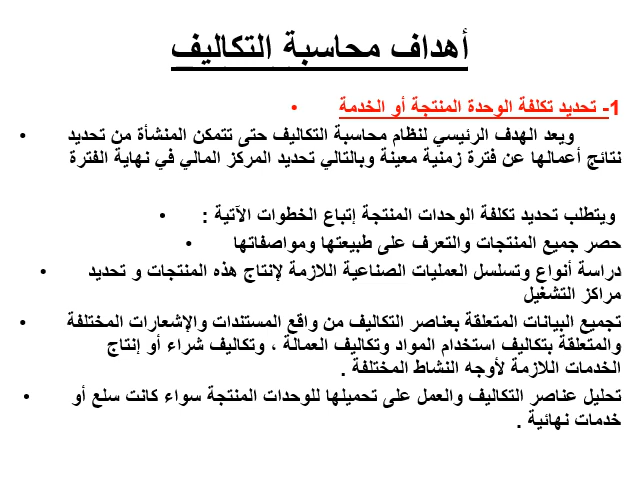 أهداف محاسبة التكاليف
1- تحديد تكلفة الوحدة المنتجة أو الخدمة •
ويعد الهدف الرئيسي لنظام محاسبة التكاليف حتى تتمكن المنشأة من تحديد •
نتائج أعمالها عن فترة زمنية معينة وبالتالي تحديد المركز المالي في نهاية الفترة
ويتطلب تحديد تكلفة الوحدات المنتجة إتباع الخطوات الآتية : •
حصر جميع المنتجات والتعرف على طبيعتها ومواصفاتها •
دراسة أنواع وتسلسل العمليات الصناعية اللازمة لإنتاج هذه المنتجات و تحديد •
مراكز التشغيل
تجميع البيانات المتعلقة بعناصر التكاليف من واقع المستندات والإشعارات المختلفة •
والمتعلقة بتكاليف استخدام المواد وتكاليف العمالة ، وتكاليف شراء أو إنتاج
الخدمات اللازمة لأوجه النشاط المختلفة .
تحليل عناصر التكاليف والعمل على تحميلها للوحدات المنتجة سواء كانت سلع أو •
خدمات نهائية .